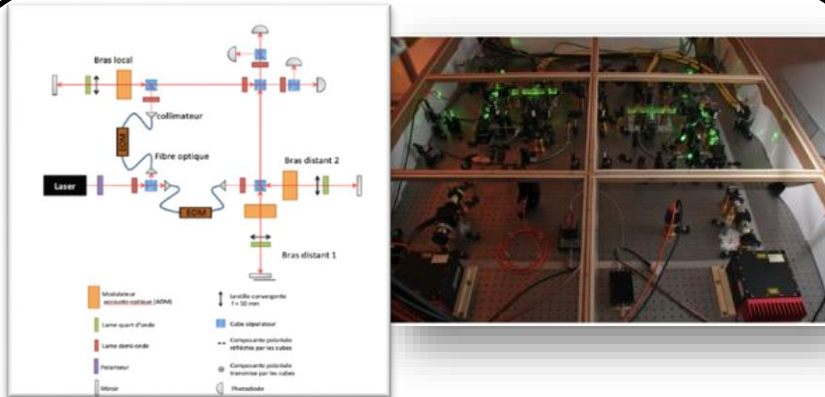 Bras local
collimateur
EOM
Fibre optique
Bras distant 2
Laser
EOM
Bras distant 1
Modulateur
acousto-optique (AOM)
Lentille convergente
f = 50 mm
Lame quart d'onde
Cube séparateur
Lame demi-onde
Composante polarisée
réfléchie par les cubes
Polariseur
Composante polarisée
transmise par les cubes
Miroir
Photodiode